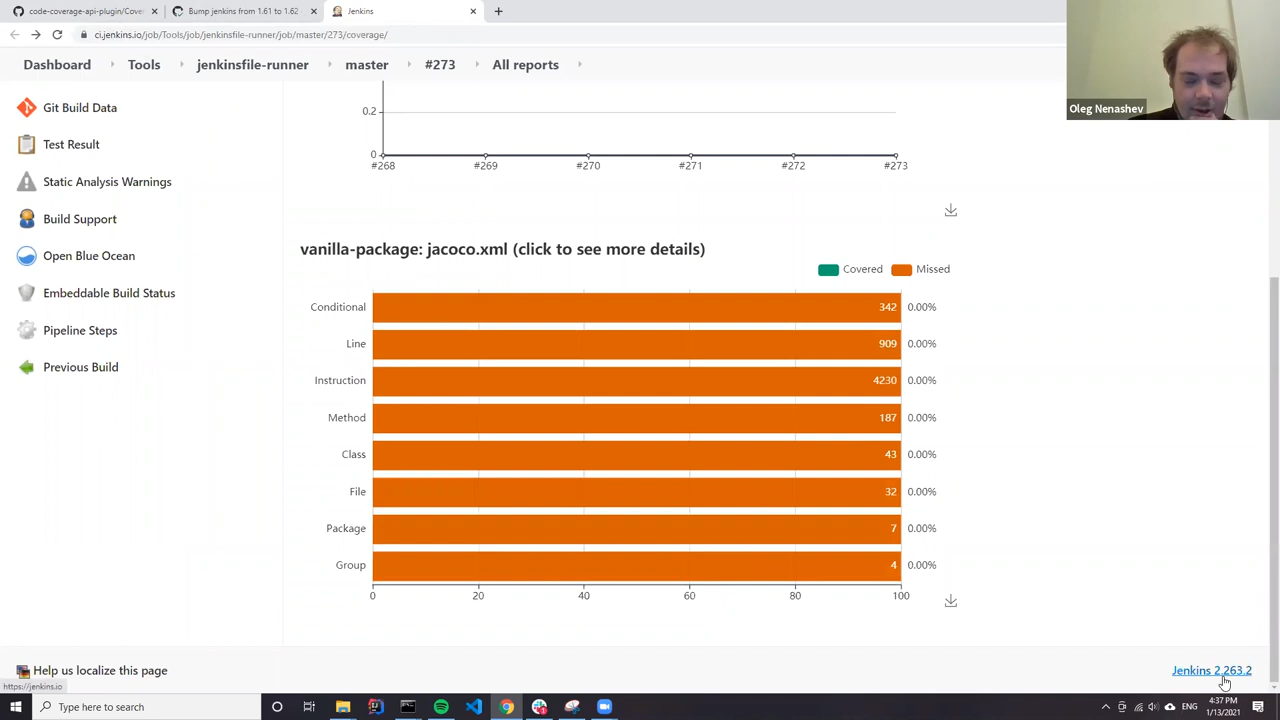 code-coverage-api-plugin/Cover
Bump jenkins from 1.61 to 1.62
Jenkins
ci.jenkins.io/job/Tools/job/jenkinsfile-runner/job/master/273/coverage/
Dashboard
Tools
jenkinsfile-runner
master
#273
All reports
Oleg Nenashev
Git Build Data
Test Result
Static Analysis Warnings
Build Support
Open Blue Ocean
Embeddable Build Status
Pipeline Steps
Previous Build
0.2
0
#268 #269 #270 #271 #272 #273
vanilla-package: jacoco.xml (click to see more details)
Covered Missed
Conditional 342 0.00%
Line 909 0.00%
Instruction 4230 0.00%
Method 187 0.00%
Class 43 0.00%
File 32 0.00%
Package 7 0.00%
Group 4 0.00%
0 20 40 60 80 100
Help us localize this page
Jenkins 2.263.2
https://jenkins.io
Type here to search
ENG
4:37 PM
1/13/2021